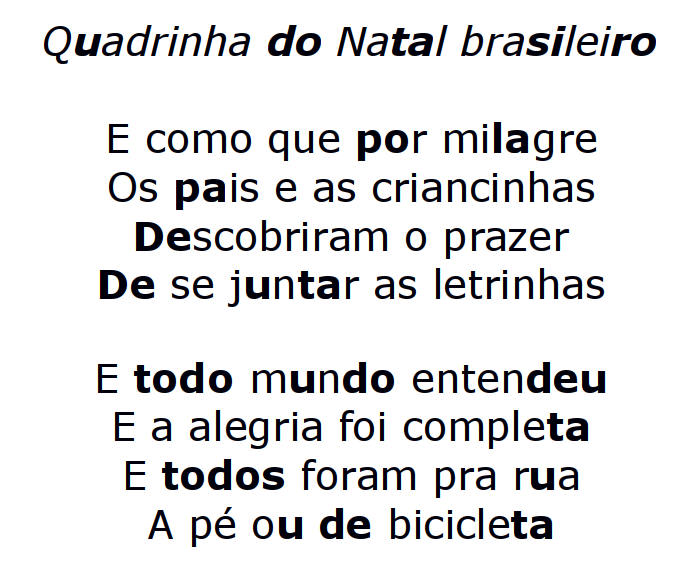 Quadrinha do Natal brasileiro
E como que por milagre
Os pais e as criancinhas
Descobriram o prazer
De se juntar as letrinhas
E todo mundo entendeu
E a alegria foi completa
E todos foram pra rua
A pé ou de bicicleta